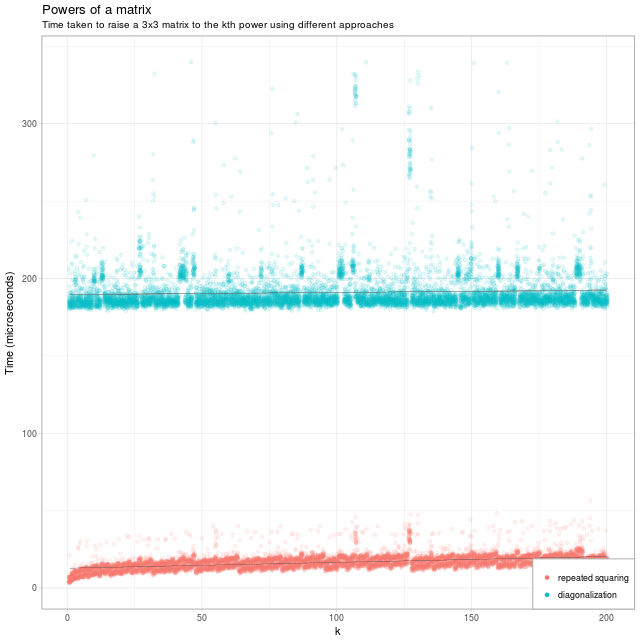 Powers of a matrix
Time taken to raise a 3x3 matrix to the kth power using different approaches
Time (microseconds)
300
200
100
0
0 50 100 150 200
k
repeated squaring
diagonalization